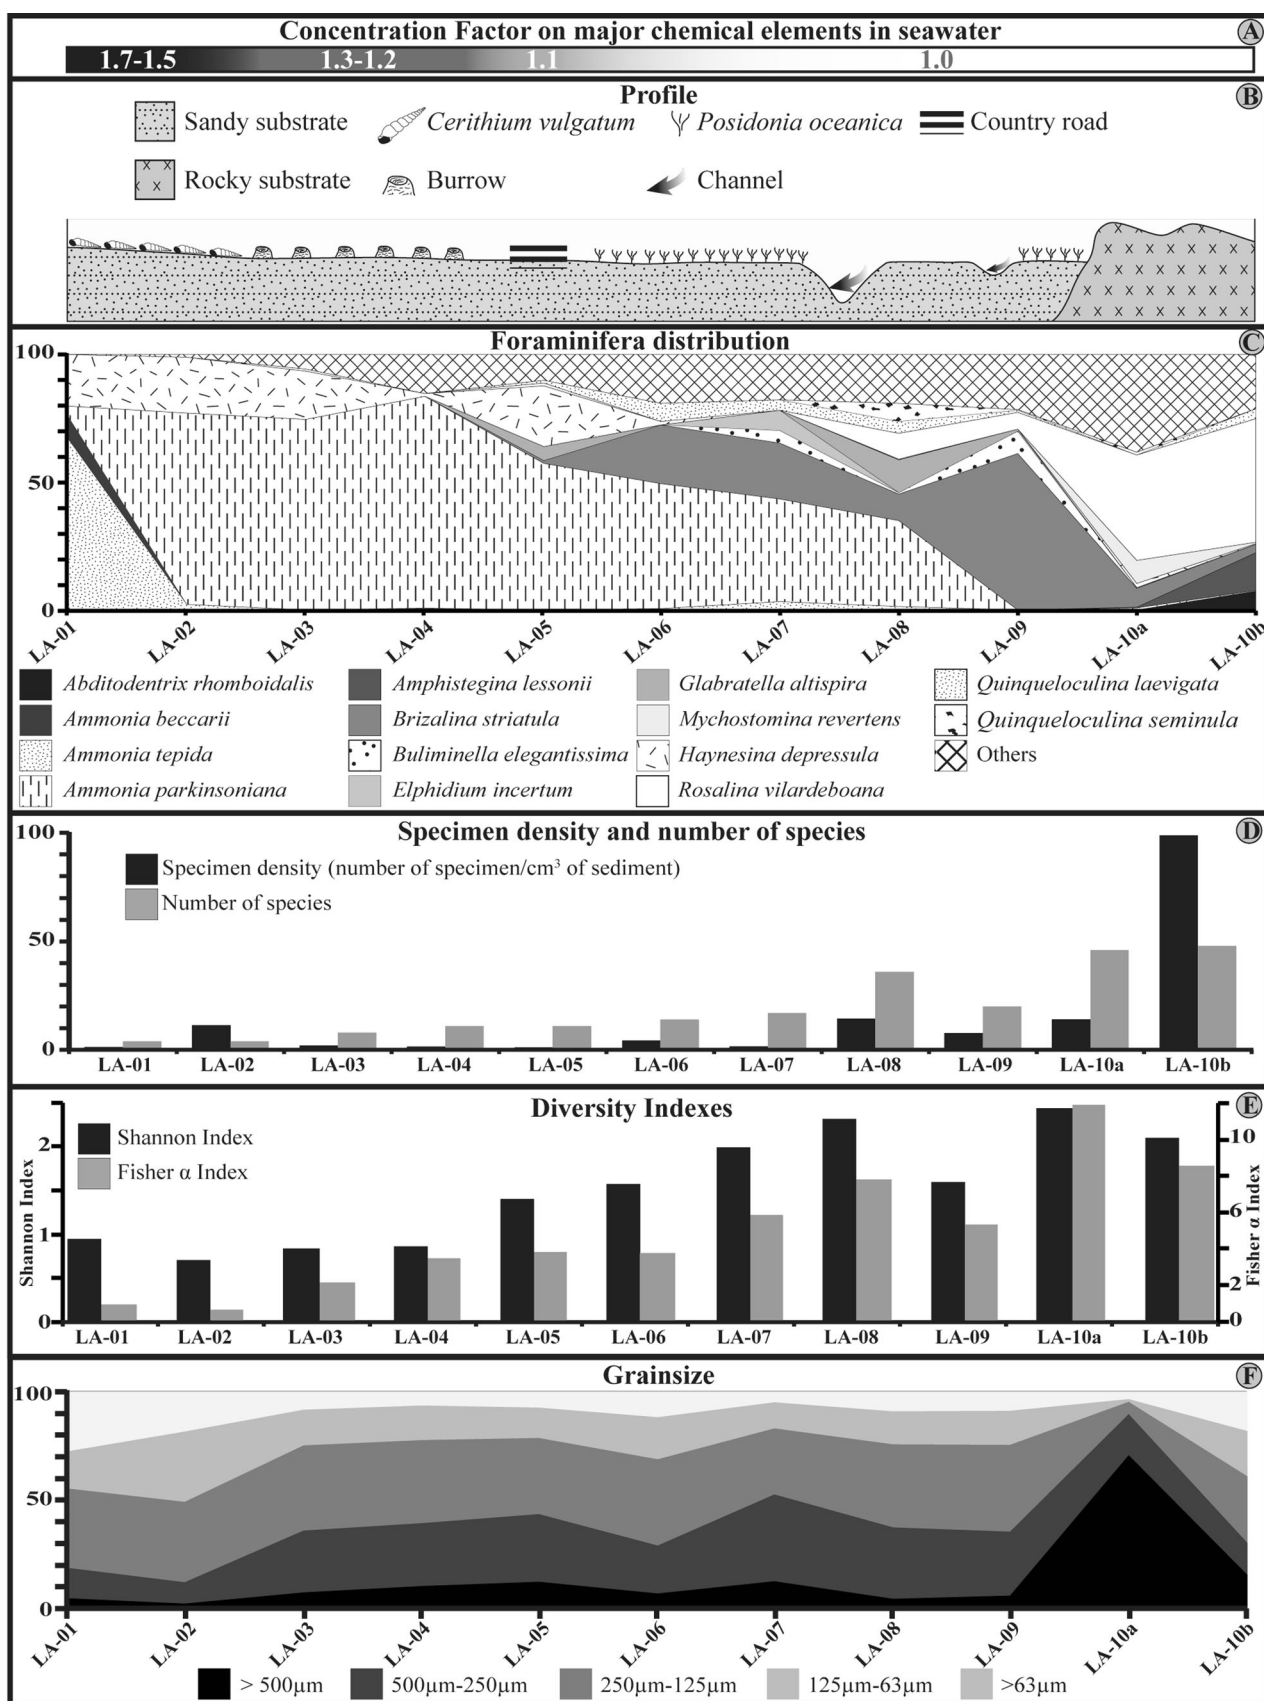 Concentration Factor on major chemical elements in seawater
A
1.7-1.5 1.3-1.2 1.1 1.0
Profile
B
Sandy substrate Cerithium vulgatum Posidonia oceanica Country road
Rocky substrate Burrow Channel
Foraminifera distribution
C
100
50
0
LA-01 LA-02 LA-03 LA-04 LA-05 LA-06 LA-07 LA-08 LA-09 LA-10a LA-10b
Abditodentrix rhomboidalis Amphistegina lessonii Glabratella altispira Quinqueloculina laevigata
Ammonia beccarii Brizalina striatula Mychostomina revertens Quinqueloculina seminula
Ammonia tepida Buliminella elegantissima Haynesina depressula Others
Ammonia parkinsoniana Elphidium incertum Rosalina vilardeboana
Specimen density and number of species
D
100
Specimen density (number of specimen/cm³ of sediment)
Number of species
50
0
LA-01 LA-02 LA-03 LA-04 LA-05 LA-06 LA-07 LA-08 LA-09 LA-10a LA-10b
Diversity Indexes
E
Shannon Index
Fisher α Index
Shannon Index
2
1
0
Fisher α Index
10
6
2
0
LA-01 LA-02 LA-03 LA-04 LA-05 LA-06 LA-07 LA-08 LA-09 LA-10a LA-10b
Grainsize
F
100
50
0
LA-01 LA-02 LA-03 LA-04 LA-05 LA-06 LA-07 LA-08 LA-09 LA-10a LA-10b
> 500µm 500µm-250µm 250µm-125µm 125µm-63µm >63µm